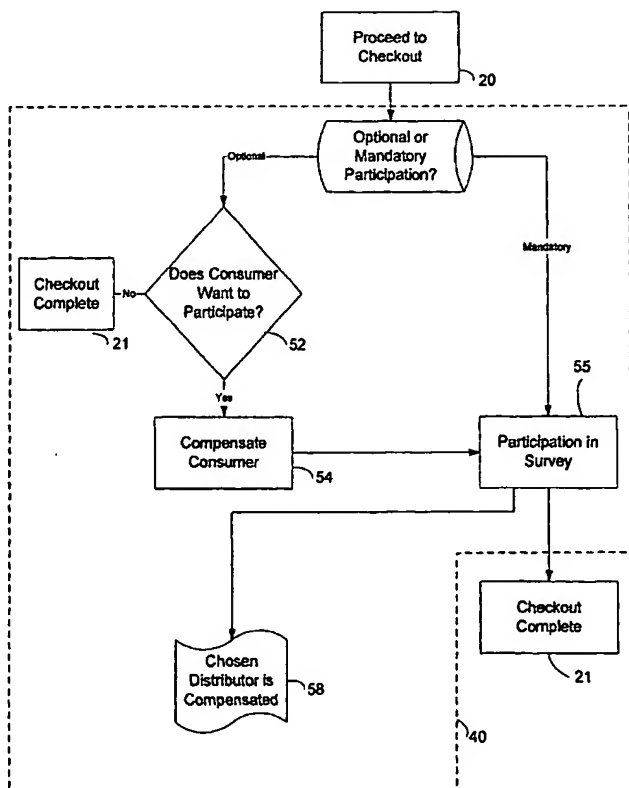 Proceed to
Checkout
20
Optional or
Mandatory
Participation?
Optional
Mandatory
Does Consumer
Want to
Participate?
52
No
Checkout
Complete
21
Yes
55
Compensate
Consumer
54
Participation in
Survey
Checkout
Complete
21
Chosen
Distributor is
Compensated
58
40